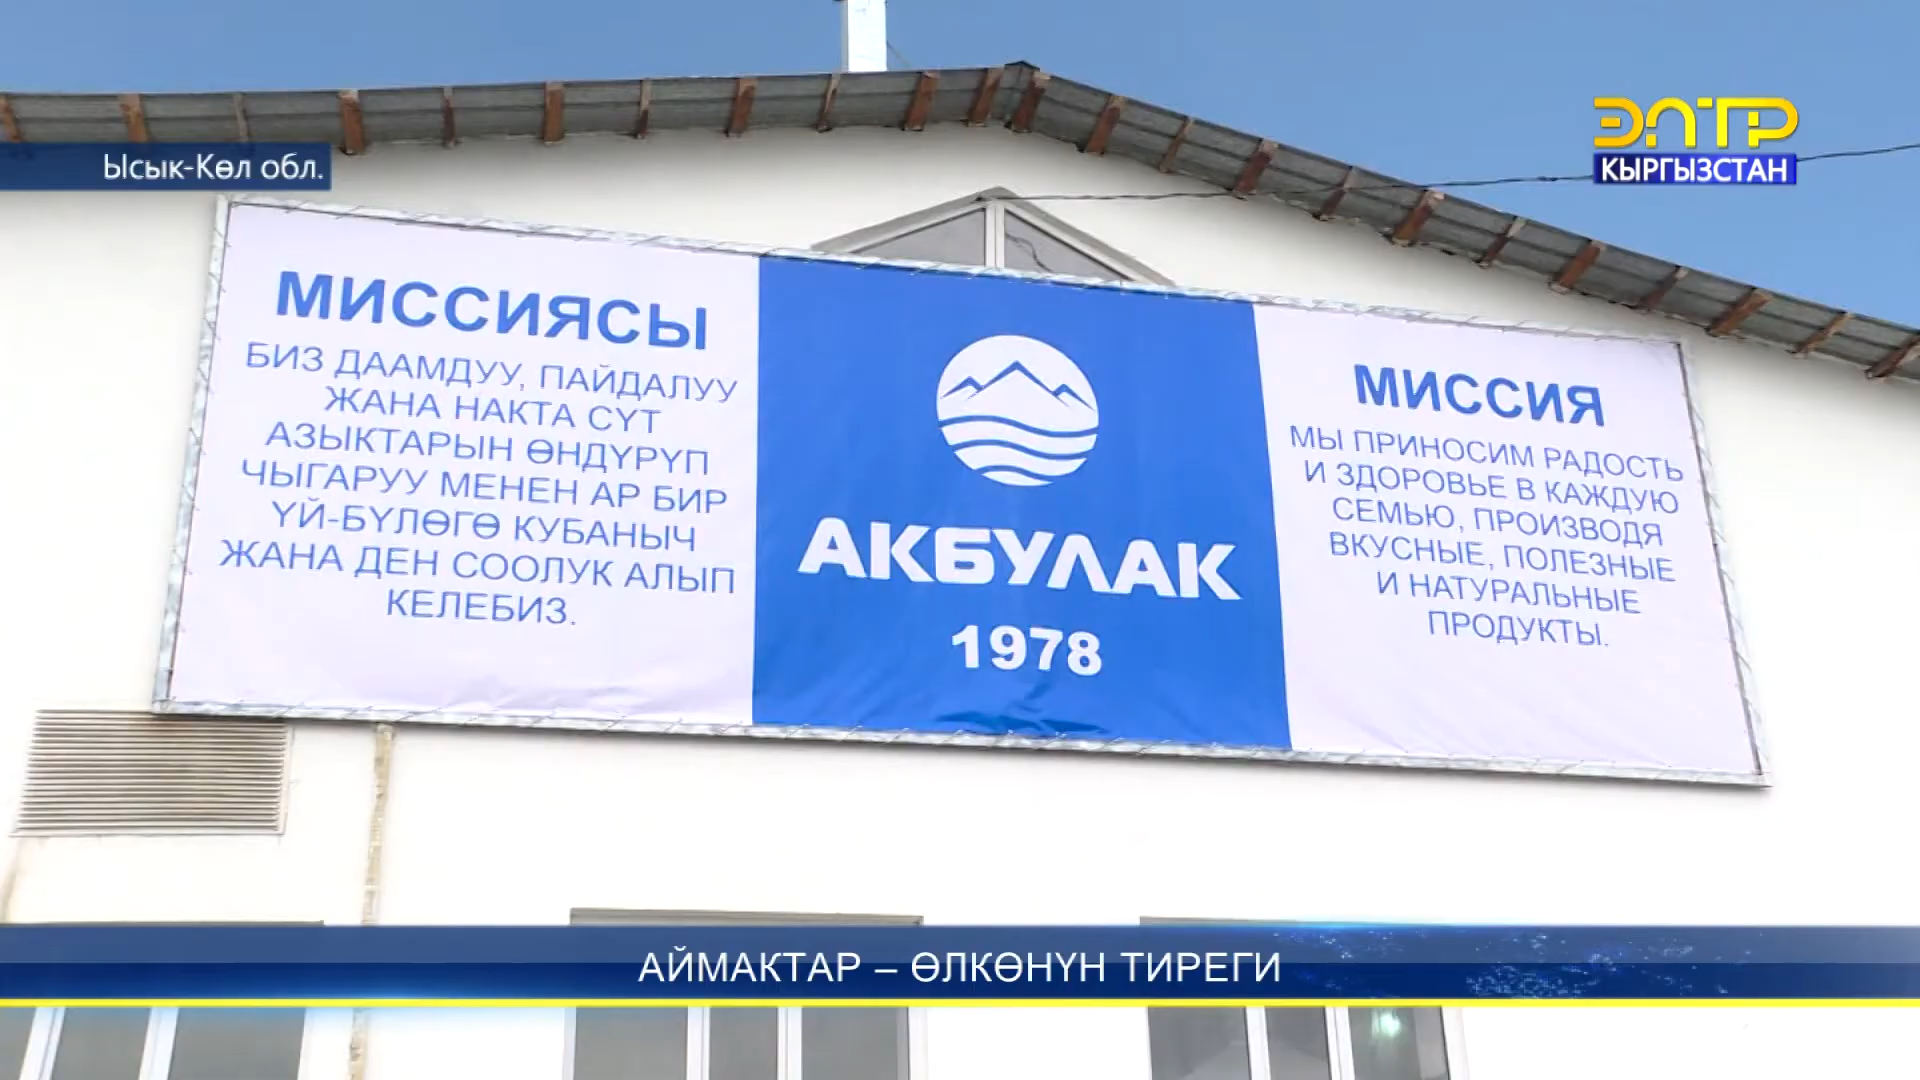 Ысык-Көл обл.
ЭЛТР
КЫРГЫЗСТАН
МИССИЯСЫ
БИЗ ДААМДУУ, ПАЙДАЛУУ
ЖАНА НАКТА СҮТ
АЗЫКТАРЫН ӨНДҮРҮП
ЧЫГАРУУ МЕНЕН АР БИР
ҮЙ-БҮЛӨГӨ КУБАНЫЧ
ЖАНА ДЕН СООЛУК АЛЫП
КЕЛЕБИЗ.
АКБУЛАК
1978
МИССИЯ
МЫ ПРИНОСИМ РАДОСТЬ
И ЗДОРОВЬЕ В КАЖДУЮ
СЕМЬЮ, ПРОИЗВОДЯ
ВКУСНЫЕ, ПОЛЕЗНЫЕ
И НАТУРАЛЬНЫЕ
ПРОДУКТЫ.
АЙМАКТАР – ӨЛКӨНҮН ТИРЕГИ